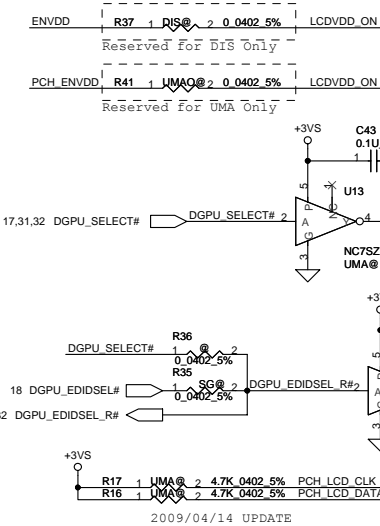 ENVDD R37 1 DIS@ 2 0_0402_5% LCDVDD_ON
Reserved for DIS Only
PCH_ENVDD R41 1 UMAO@ 2 0_0402_5% LCDVDD_ON
Reserved for UMA Only
+3VS
C43
0.1U
1
5
U13
P
NC
17,31,32 DGPU_SELECT# DGPU_SELECT# 2 A Y 4
G
3
NC7SZ
UMA@
R36
DGPU_SELECT# 1 @ 2
0_0402_5%
R35
18 DGPU_EDIDSEL# 1 SG@ 2 DGPU_EDIDSEL_R# 2
0_0402_5%
DGPU_EDIDSEL_R#
5
A
3
+3VS
R17 1 UMA@ 2 4.7K_0402_5% PCH_LCD_CLK
R16 1 UMA@ 2 4.7K_0402_5% PCH_LCD_DATA
2009/04/14 UPDATE